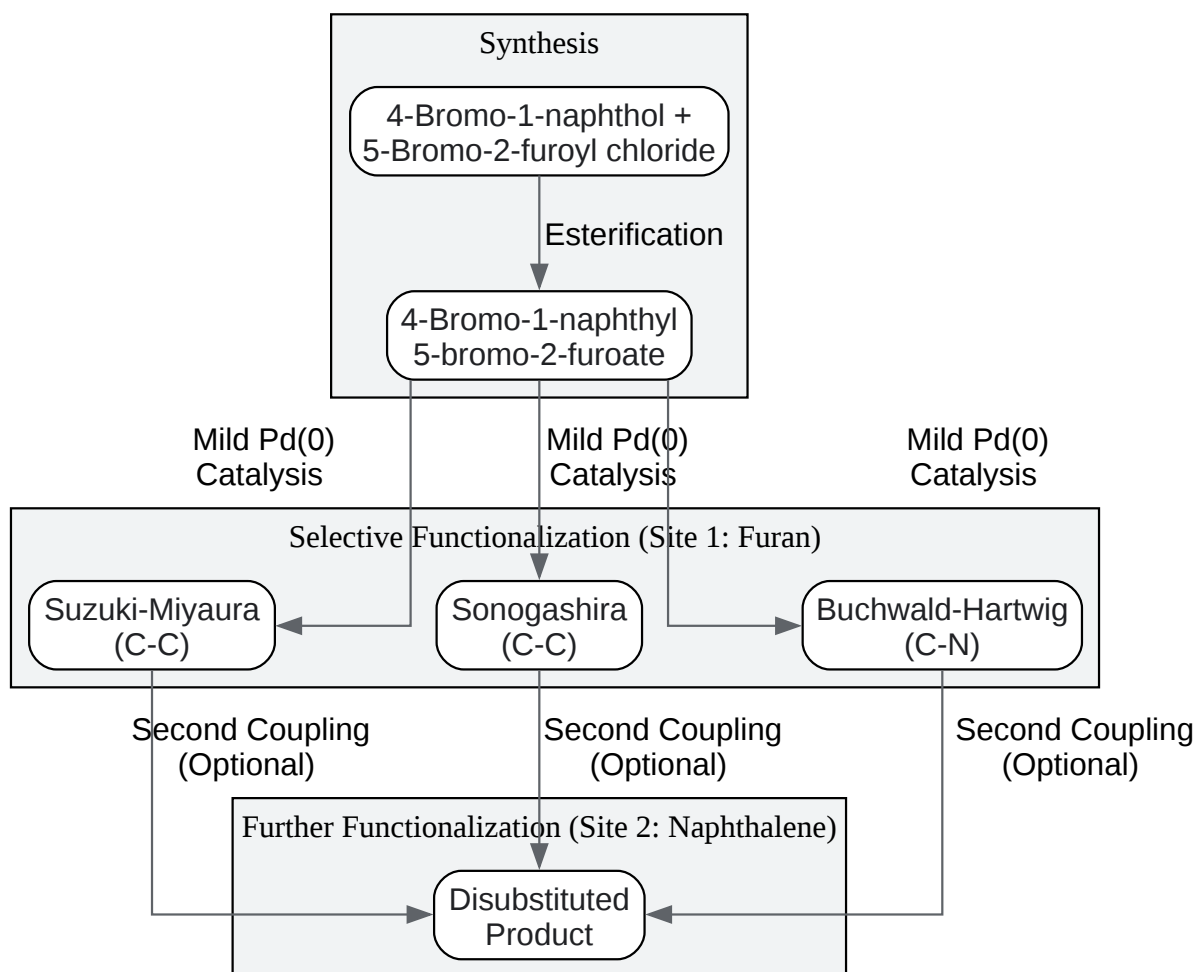 Synthesis
4-Bromo-1-naphthol +
5-Bromo-2-furoyl chloride
Esterification
4-Bromo-1-naphthyl
5-bromo-2-furoate
Mild Pd(0)
Catalysis
Mild Pd(0)
Catalysis
Mild Pd(0)
Catalysis
Selective Functionalization (Site 1: Furan)
Suzuki-Miyaura
(C-C)
Sonogashira
(C-C)
Buchwald-Hartwig
(C-N)
Second Coupling
(Optional)
Second Coupling
(Optional)
Second Coupling
(Optional)
Further Functionalization (Site 2: Naphthalene)
Disubstituted
Product